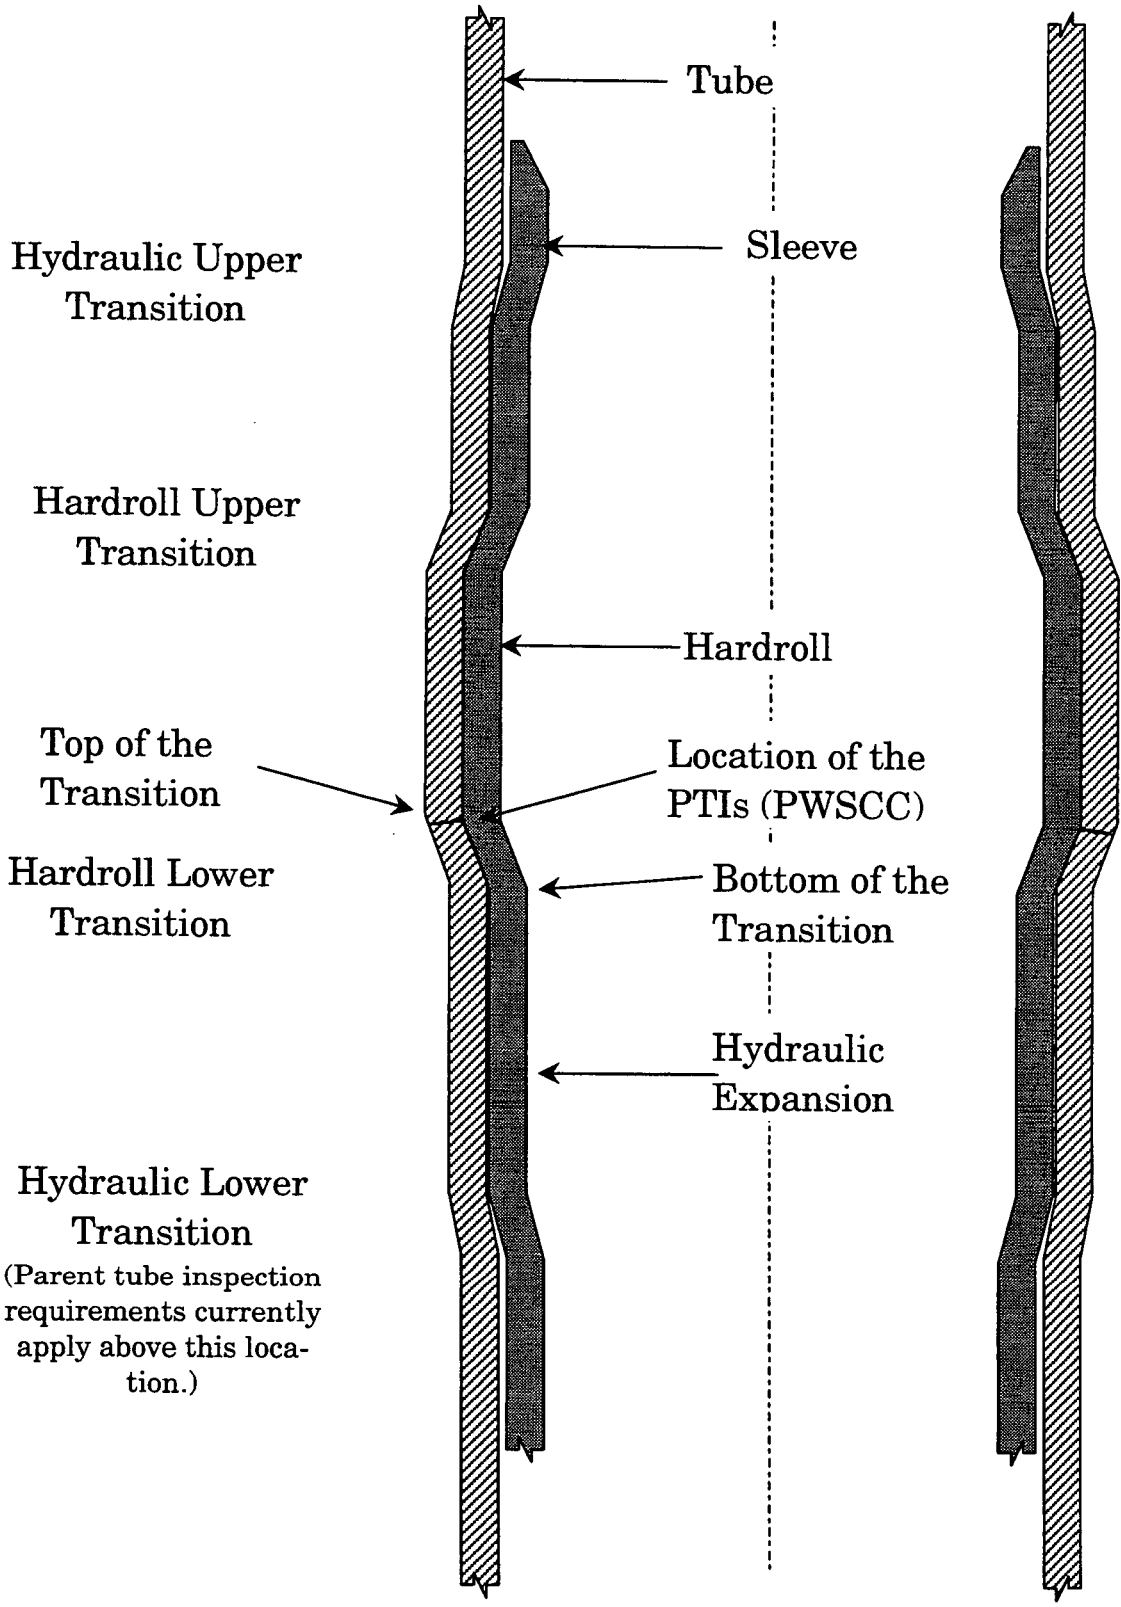 Tube
Sleeve
Hydraulic Upper
Transition
Hardroll Upper
Transition
Hardroll
Top of the
Transition
Location of the
PTIs (PWSCC)
Hardroll Lower
Transition
Bottom of the
Transition
Hydraulic
Expansion
Hydraulic Lower
Transition
(Parent tube inspection
requirements currently
apply above this loca-
tion.)